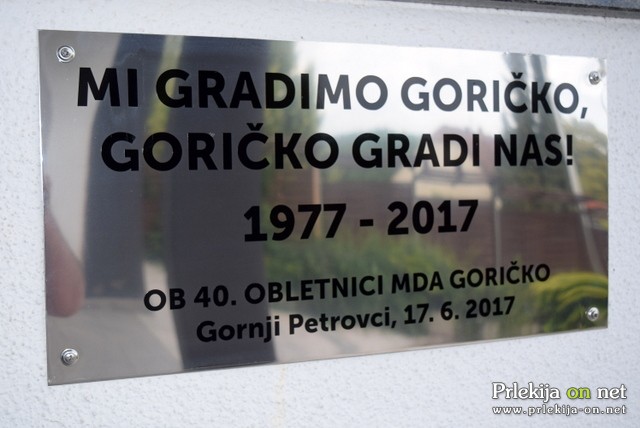 MI GRADIMO GORIČKO,
GORIČKO GRADI NAS!
1977 - 2017
OB 40. OBLETNICI MDA GORIČKO
Gornji Petrovci, 17. 6. 2017
Prlekija on net
www.prlekija-on.net